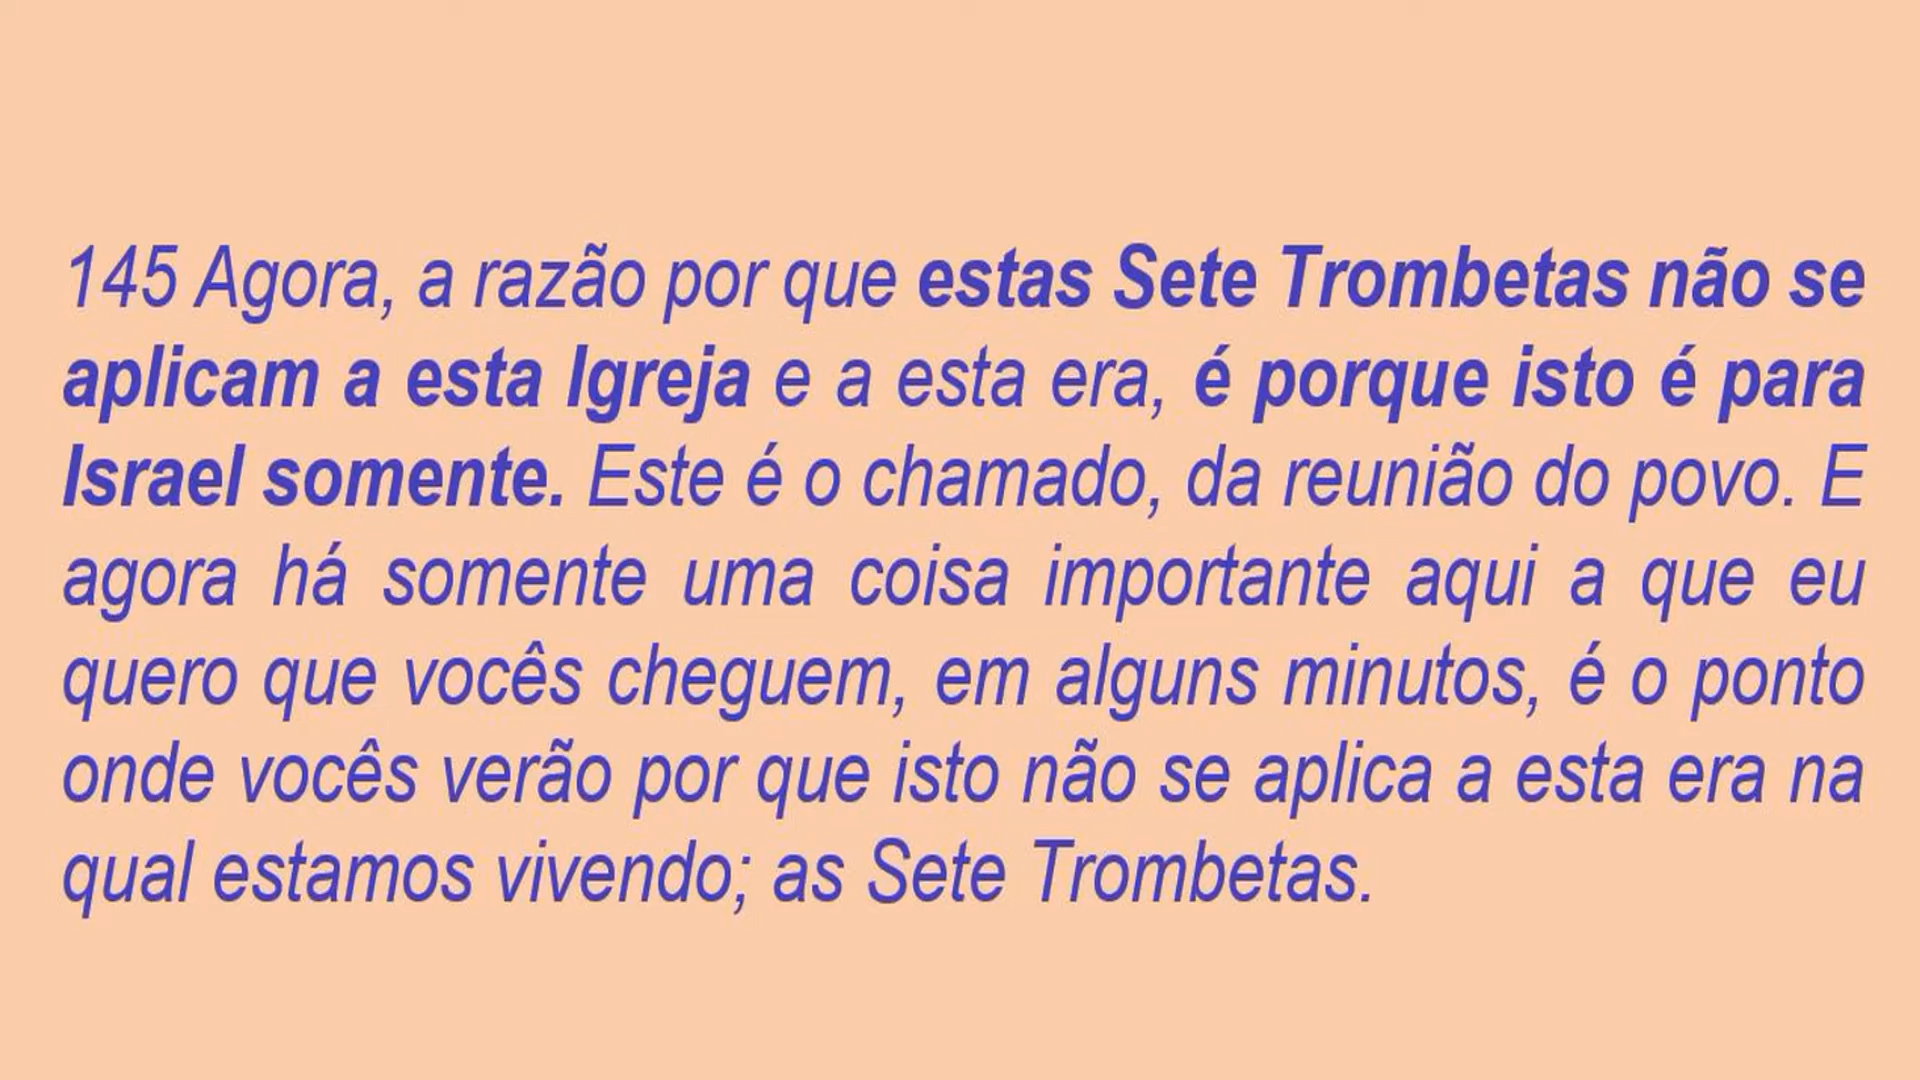 145 Agora, a razão por que estas Sete Trombetas não se
aplicam a esta Igreja e a esta era, é porque isto é para
Israel somente. Este é o chamado, da reunião do povo. E
agora há somente uma coisa importante aqui a que eu
quero que vocês cheguem, em alguns minutos, é o ponto
onde vocês verão por que isto não se aplica a esta era na
qual estamos vivendo; as Sete Trombetas.